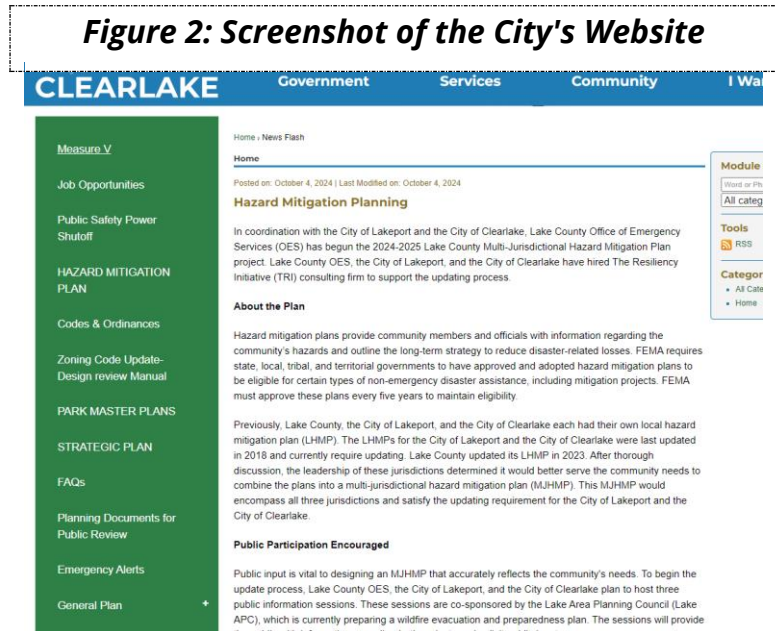 Figure 2: Screenshot of the City's Website
CLEARLAKE
Government
Services
Community
I Wa
Measure V
Job Opportunities
Public Safety Power
Shutoff
HAZARD MITIGATION
PLAN
Codes & Ordinances
Zoning Code Update-
Design review Manual
PARK MASTER PLANS
STRATEGIC PLAN
FAQs
Planning Documents for
Public Review
Emergency Alerts
General Plan +
Home › News Flash
Home
Posted on: October 4, 2024 | Last Modified on: October 4, 2024
Hazard Mitigation Planning
In coordination with the City of Lakeport and the City of Clearlake, Lake County Office of Emergency
Services (OES) has begun the 2024-2025 Lake County Multi-Jurisdictional Hazard Mitigation Plan
project. Lake County OES, the City of Lakeport, and the City of Clearlake have hired The Resiliency
Initiative (TRI) consulting firm to support the updating process.
About the Plan
Hazard mitigation plans provide community members and officials with information regarding the
community's hazards and outline the long-term strategy to reduce disaster-related losses. FEMA requires
state, local, tribal, and territorial governments to have approved and adopted hazard mitigation plans to
be eligible for certain types of non-emergency disaster assistance, including mitigation projects. FEMA
must approve these plans every five years to maintain eligibility.
Previously, Lake County, the City of Lakeport, and the City of Clearlake each had their own local hazard
mitigation plan (LHMP). The LHMPs for the City of Lakeport and the City of Clearlake were last updated
in 2018 and currently require updating. Lake County updated its LHMP in 2023. After thorough
discussion, the leadership of these jurisdictions determined it would better serve the community needs to
combine the plans into a multi-jurisdictional hazard mitigation plan (MJHMP). This MJHMP would
encompass all three jurisdictions and satisfy the updating requirement for the City of Lakeport and the
City of Clearlake.
Public Participation Encouraged
Public input is vital to designing an MJHMP that accurately reflects the community's needs. To begin the
update process, Lake County OES, the City of Lakeport, and the City of Clearlake plan to host three
public information sessions. These sessions are co-sponsored by the Lake Area Planning Council (Lake
APC), which is currently preparing a wildfire evacuation and preparedness plan. The sessions will provide
Module
Word or Ph
All categ
Tools
RSS
Categor
• All Cate
• Home